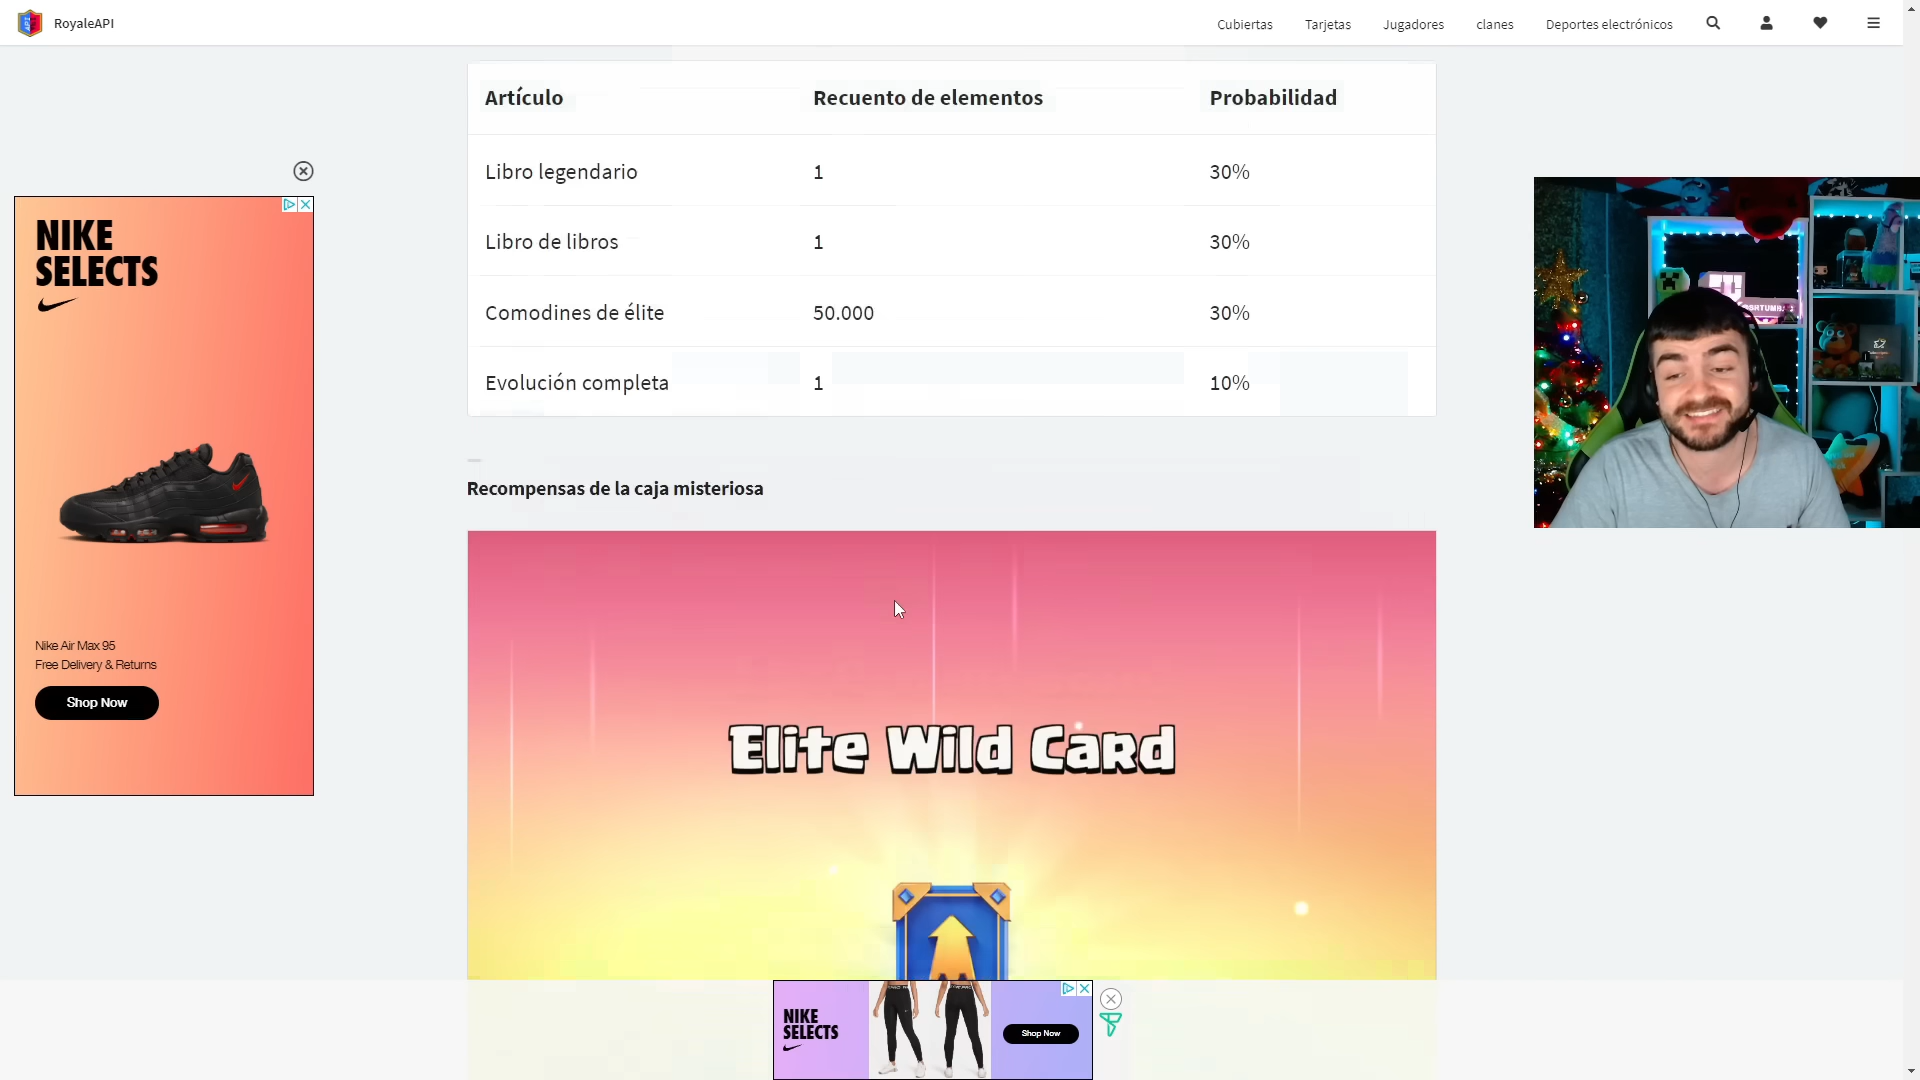 RoyaleAPI
Cubiertas Tarjetas Jugadores clanes Deportes electrónicos
Artículo Recuento de elementos Probabilidad
Libro legendario 1 30%
Libro de libros 1 30%
Comodines de élite 50.000 30%
Evolución completa 1 10%
Recompensas de la caja misteriosa
Elite Wild Card
NIKE
SELECTS
Nike Air Max 95
Free Delivery & Returns
Shop Now
NIKE
SELECTS
Shop Now